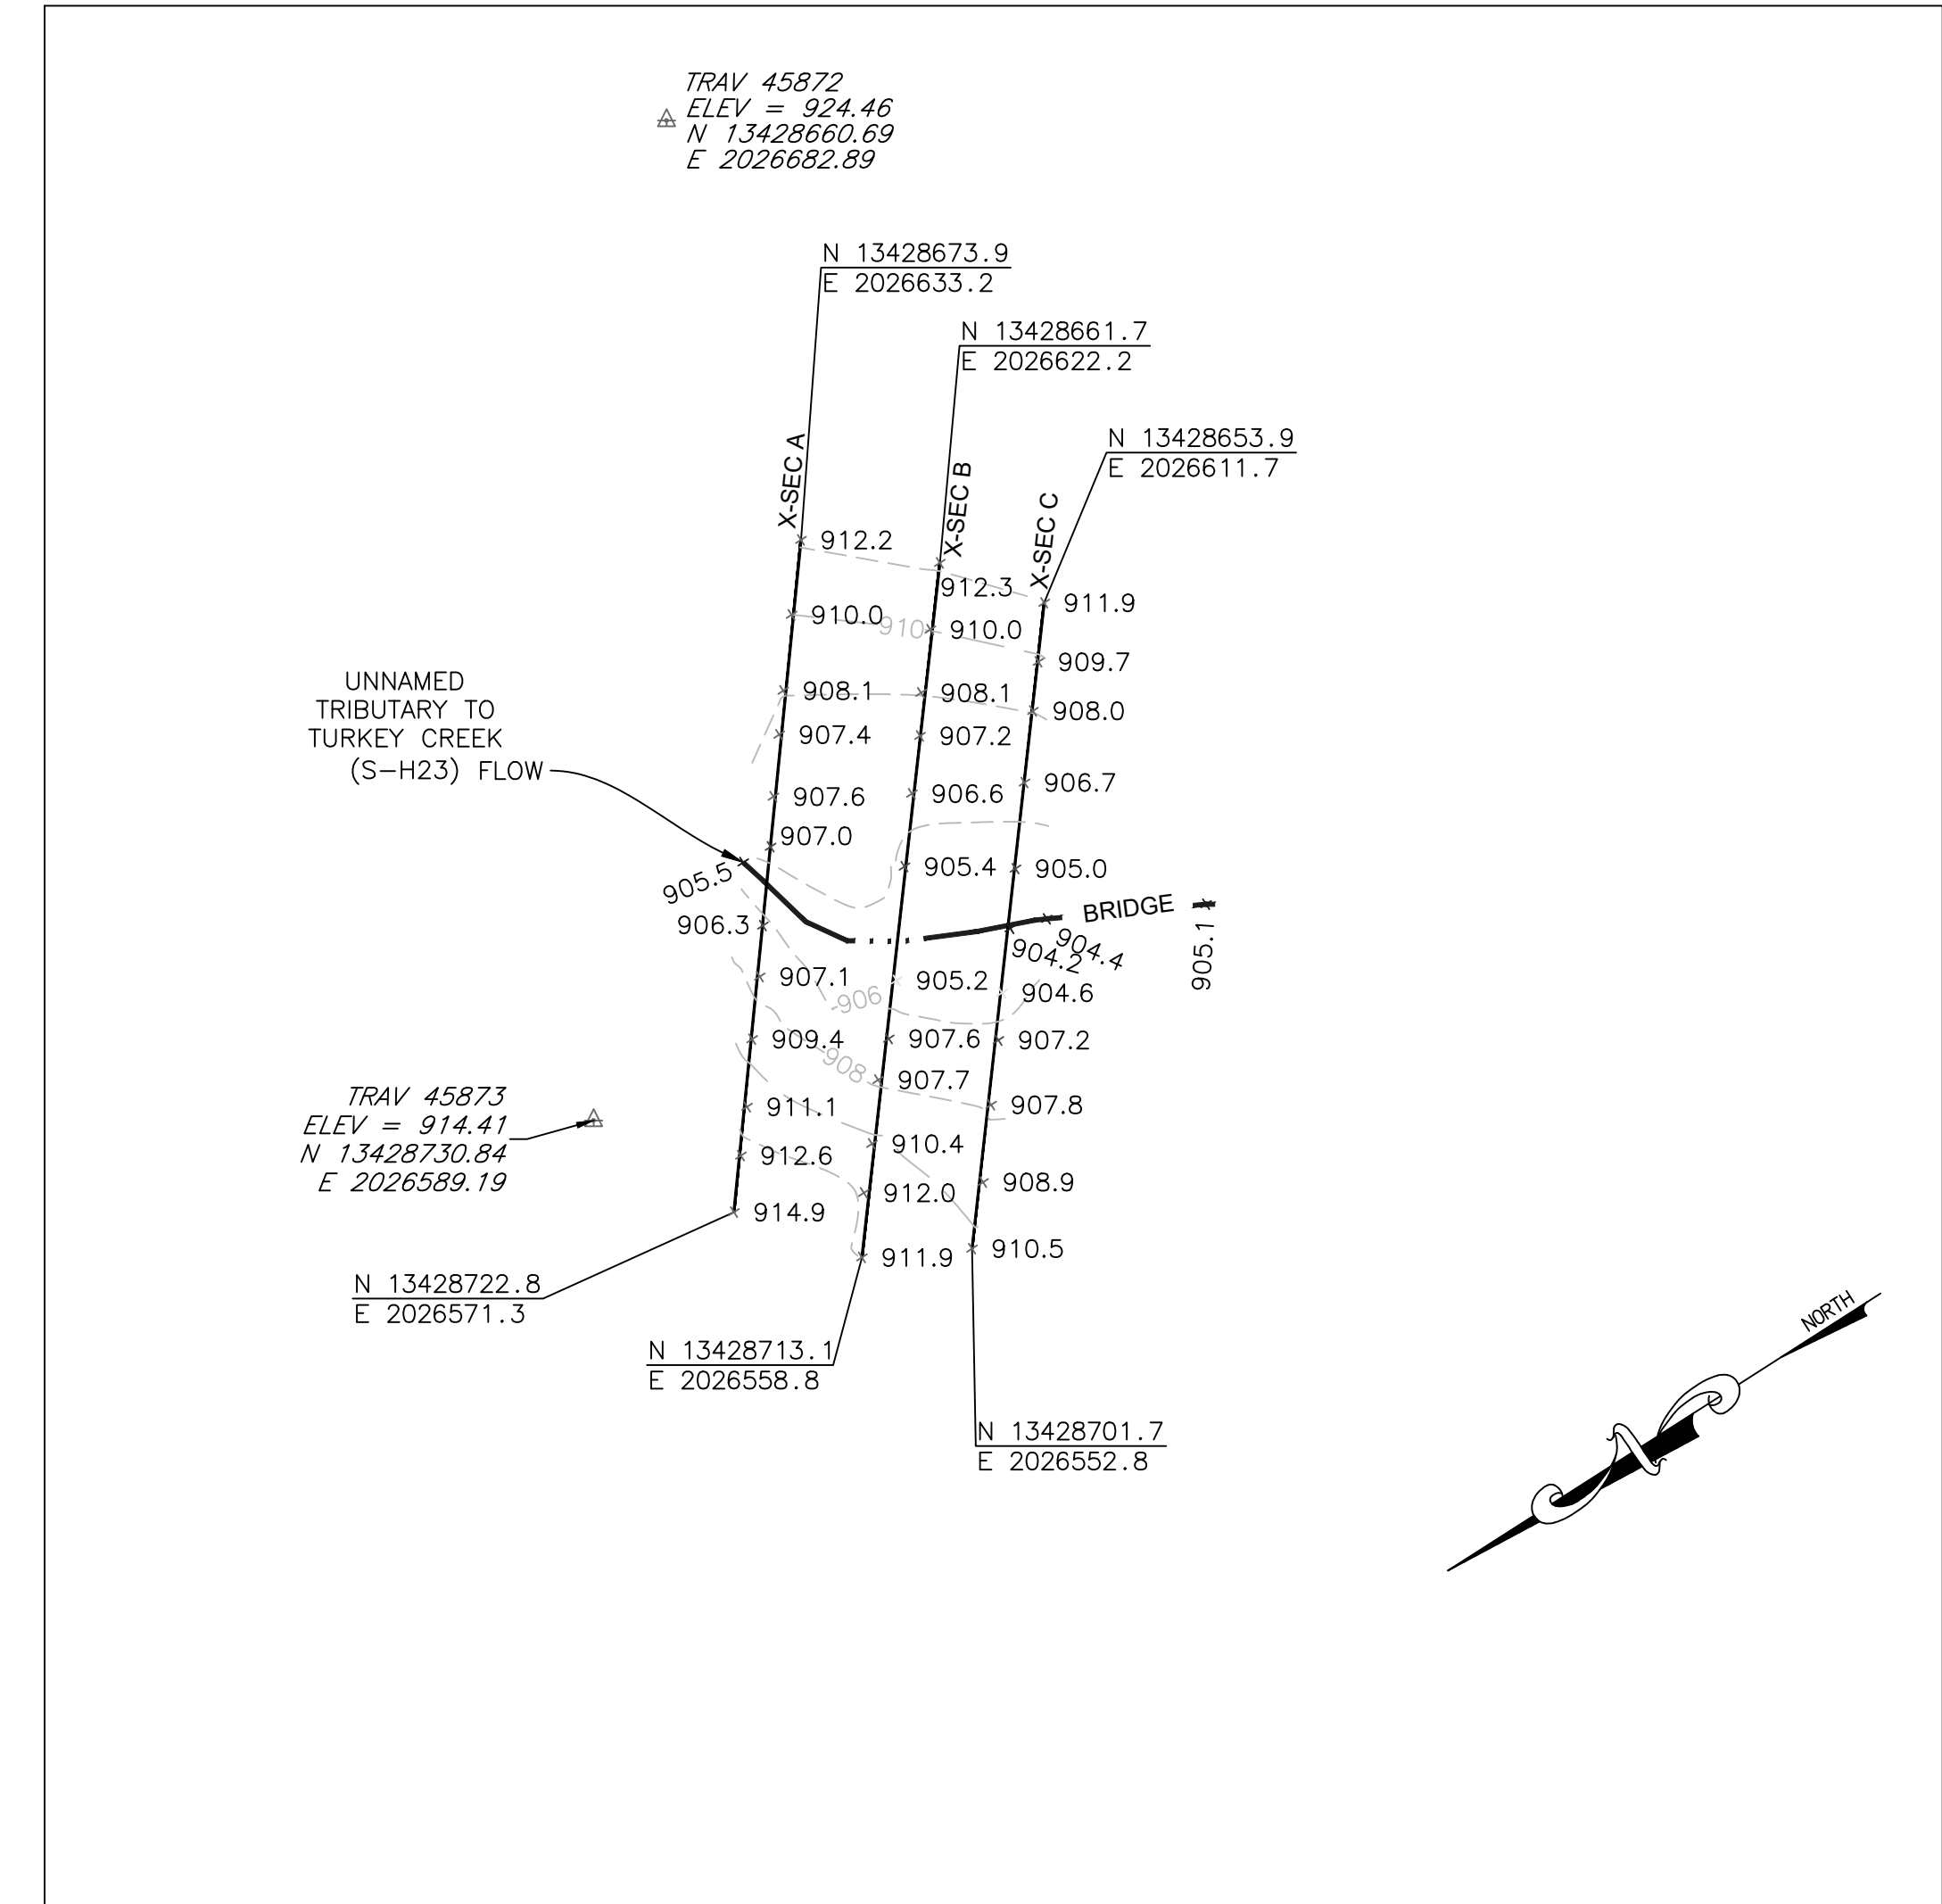 TRAV 45872
ELEV = 924.46
N 13428660.69
E 2026682.89
N 13428673.9
E 2026633.2
N 13428661.7
E 2026622.2
N 13428653.9
E 2026611.7
X-SEC A
X-SEC B
X-SEC C
912.2
912.3
911.9
910.0
910
910.0
909.7
908.1
908.1
908.0
907.4
907.2
906.7
907.6
906.6
907.0
905.4
905.0
UNNAMED
TRIBUTARY TO
TURKEY CREEK
(S-H23) FLOW
905.5
906.3
BRIDGE
904.2
904.4
905.1
907.1
905.2
904.6
906
909.4
907.6
907.2
908
907.7
907.8
911.1
910.4
912.6
912.0
908.9
914.9
911.9
910.5
TRAV 45873
ELEV = 914.41
N 13428730.84
E 2026589.19
N 13428722.8
E 2026571.3
N 13428713.1
E 2026558.8
N 13428701.7
E 2026552.8
NORTH
N